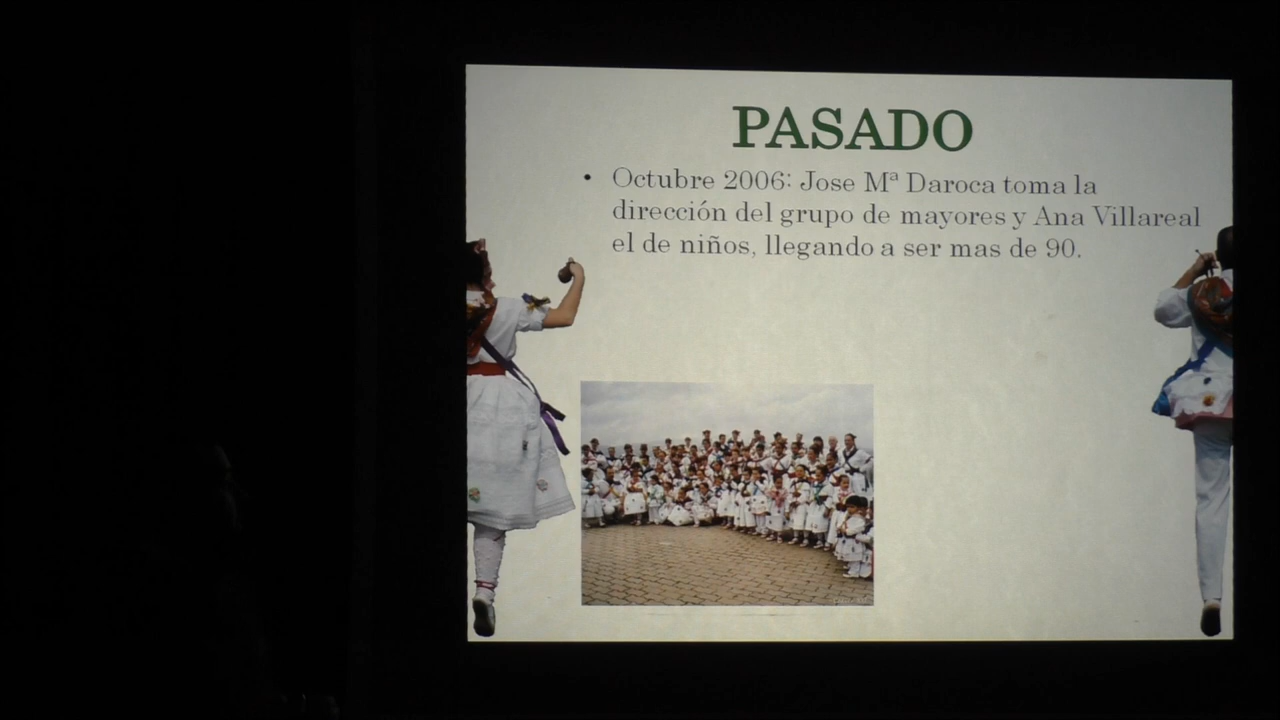 PASADO
• Octubre 2006: Jose Mª Daroca toma la
dirección del grupo de mayores y Ana Villareal
el de niños, llegando a ser mas de 90.